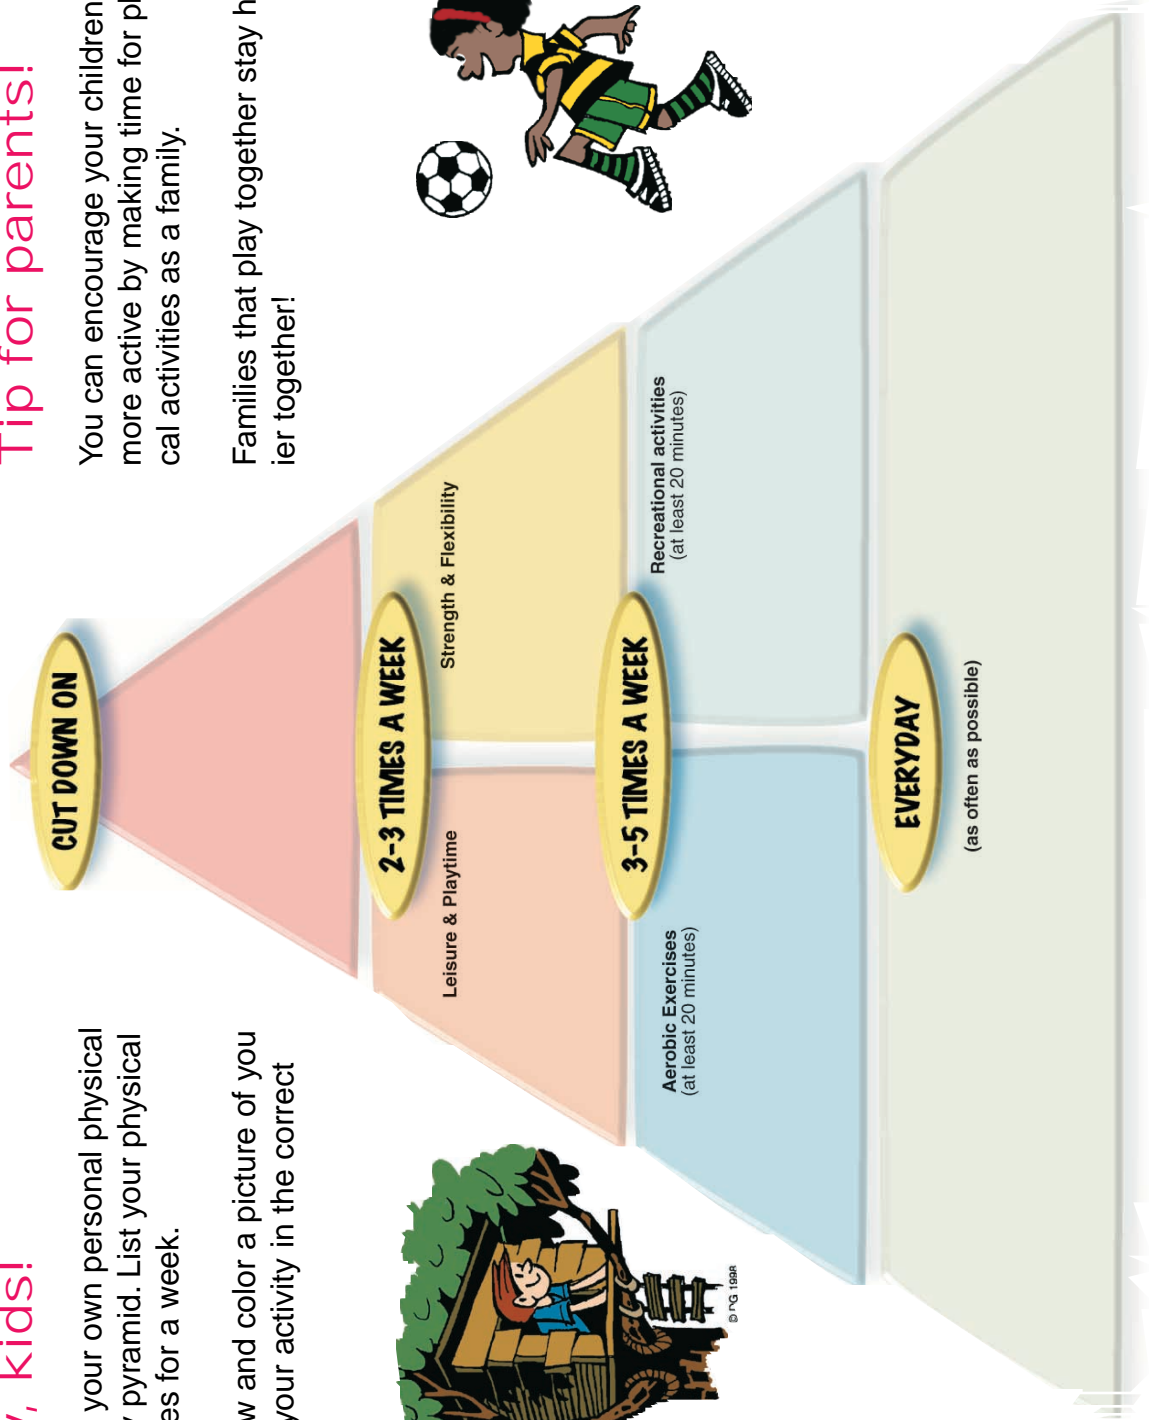 , kids!
your own personal physical
y pyramid. List your physical
es for a week.
w and color a picture of you
your activity in the correct
Tip for parents!
You can encourage your children
more active by making time for ph
cal activities as a family.
Families that play together stay h
ier together!
CUT DOWN ON
2-3 TIMES A WEEK
Leisure & Playtime
Strength & Flexibility
3-5 TIMES A WEEK
Aerobic Exercises
(at least 20 minutes)
Recreational activities
(at least 20 minutes)
EVERYDAY
(as often as possible)
1998